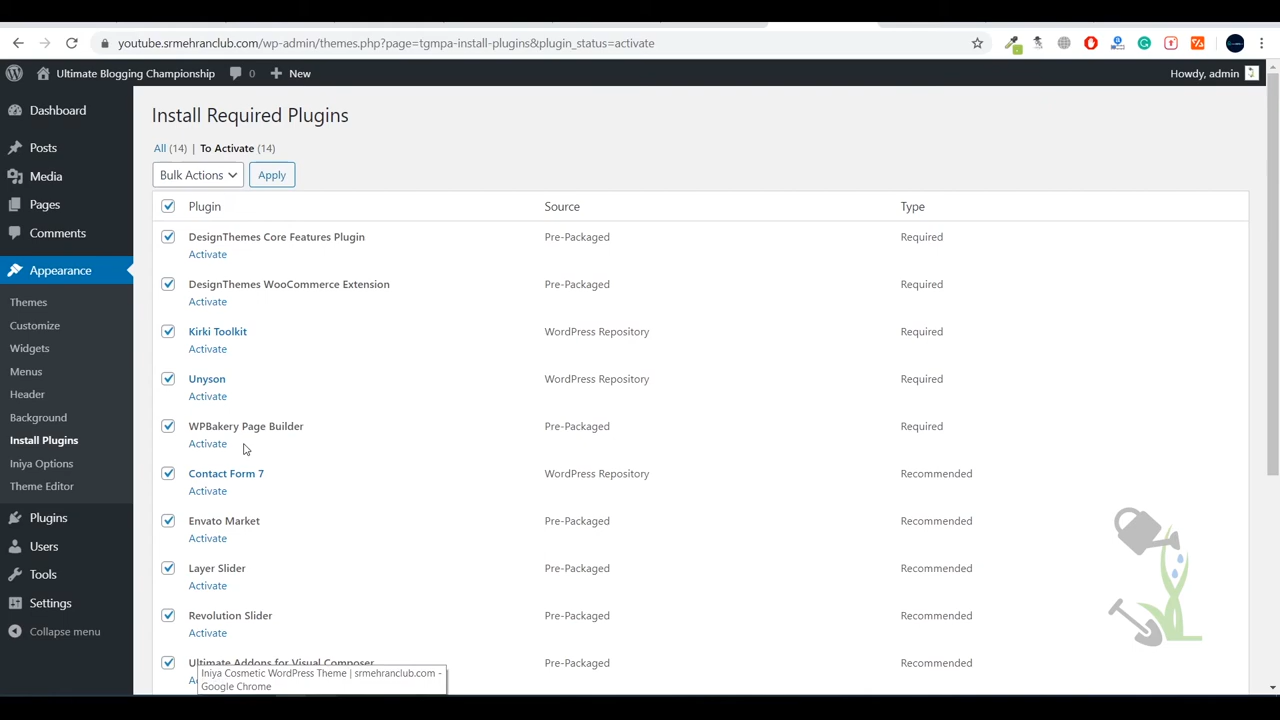 youtube.srmehranclub.com/wp-admin/themes.php?page=tgmpa-install-plugins&plugin_status=activate
Ultimate Blogging Championship 0 New Howdy, admin
Dashboard
Posts
Media
Pages
Comments
Appearance
Themes
Customize
Widgets
Menus
Header
Background
Install Plugins
Iniya Options
Theme Editor
Plugins
Users
Tools
Settings
Collapse menu
Install Required Plugins
All (14) | To Activate (14)
Bulk Actions Apply
Plugin Source Type
DesignThemes Core Features Plugin Pre-Packaged Required
Activate
DesignThemes WooCommerce Extension Pre-Packaged Required
Activate
Kirki Toolkit WordPress Repository Required
Activate
Unyson WordPress Repository Required
Activate
WPBakery Page Builder Pre-Packaged Required
Activate
Contact Form 7 WordPress Repository Recommended
Activate
Envato Market Pre-Packaged Recommended
Activate
Layer Slider Pre-Packaged Recommended
Activate
Revolution Slider Pre-Packaged Recommended
Activate
Ultimate Addons for Visual Composer Pre-Packaged Recommended
Iniya Cosmetic WordPress Theme | srmehranclub.com -
Google Chrome